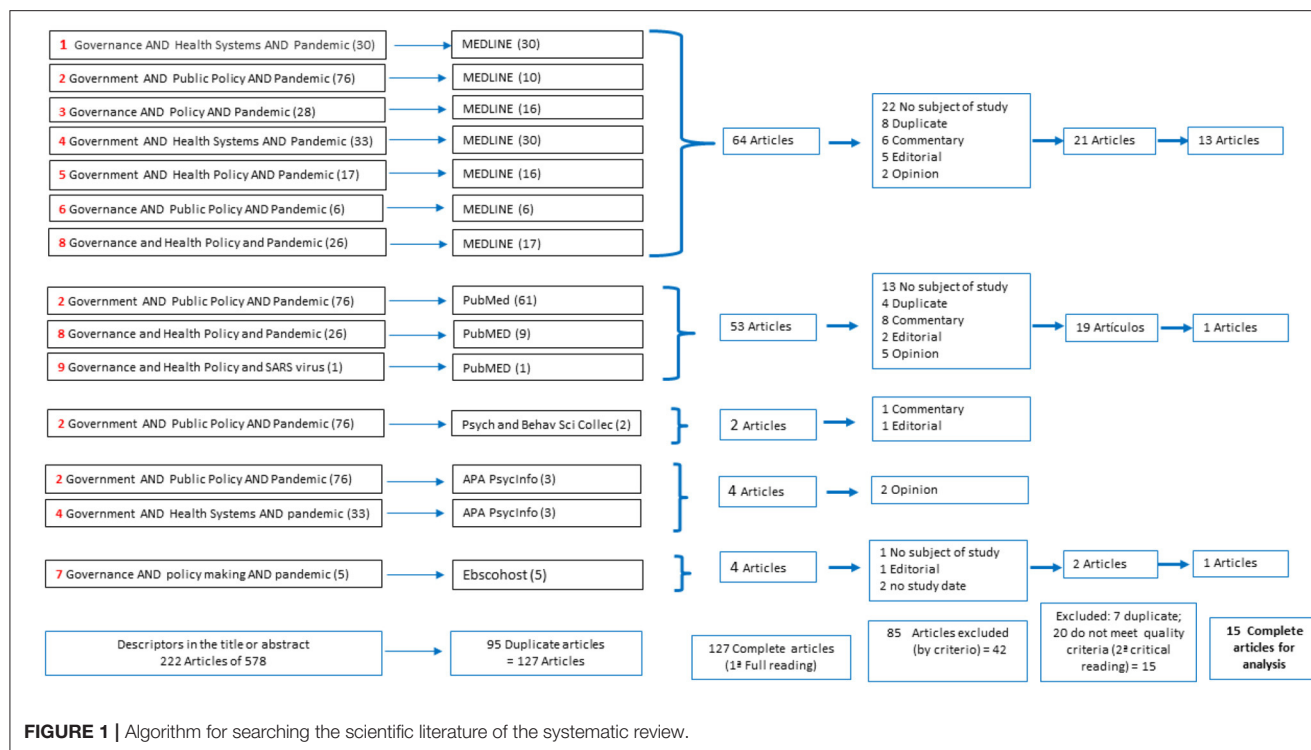 1 Governance AND Health Systems AND Pandemic (30)
MEDLINE (30)
2 Government AND Public Policy AND Pandemic (76)
MEDLINE (10)
3 Governance AND Policy AND Pandemic (28)
MEDLINE (16)
4 Government AND Health Systems AND Pandemic (33)
MEDLINE (30)
5 Government AND Health Policy AND Pandemic (17)
MEDLINE (16)
6 Governance AND Public Policy AND Pandemic (6)
MEDLINE (6)
8 Governance and Health Policy and Pandemic (26)
MEDLINE (17)
64 Articles
22 No subject of study
8 Duplicate
6 Commentary
5 Editorial
2 Opinion
21 Articles
13 Articles
2 Government AND Public Policy AND Pandemic (76)
PubMed (61)
8 Governance and Health Policy and Pandemic (26)
PubMED (9)
9 Governance and Health Policy and SARS virus (1)
PubMED (1)
53 Articles
13 No subject of study
4 Duplicate
8 Commentary
2 Editorial
5 Opinion
19 Artículos
1 Articles
2 Government AND Public Policy AND Pandemic (76)
Psych and Behav Sci Collec (2)
2 Articles
1 Commentary
1 Editorial
2 Government AND Public Policy AND Pandemic (76)
APA PsycInfo (3)
4 Government AND Health Systems AND pandemic (33)
APA PsycInfo (3)
4 Articles
2 Opinion
7 Governance AND policy making AND pandemic (5)
Ebscohost (5)
4 Articles
1 No subject of study
1 Editorial
2 no study date
2 Articles
1 Articles
Descriptors in the title or abstract
222 Articles of 578
95 Duplicate articles
= 127 Articles
127 Complete articles
(1ª Full reading)
85 Articles excluded
(by criterio) = 42
Excluded: 7 duplicate;
20 do not meet quality
criteria (2ª critical
reading) = 15
15 Complete
articles for
analysis
FIGURE 1 | Algorithm for searching the scientific literature of the systematic review.